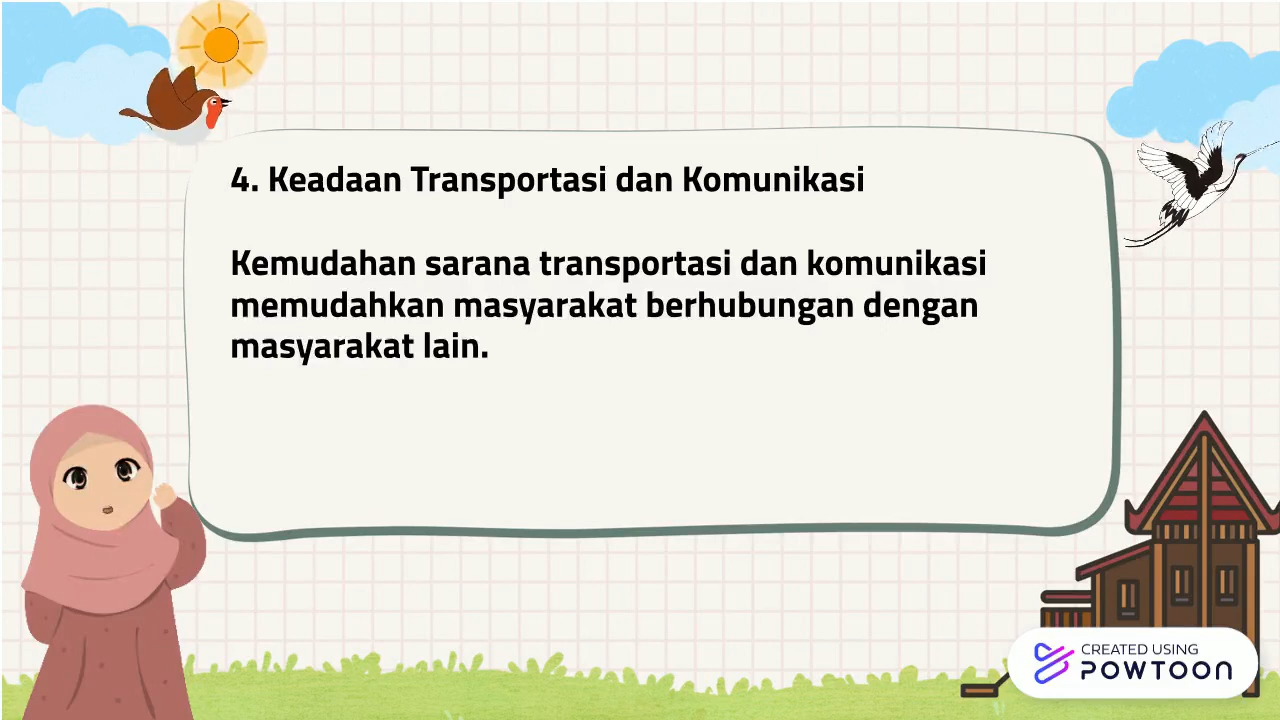 4. Keadaan Transportasi dan Komunikasi
Kemudahan sarana transportasi dan komunikasi
memudahkan masyarakat berhubungan dengan
masyarakat lain.
CREATED USING
POWTOON